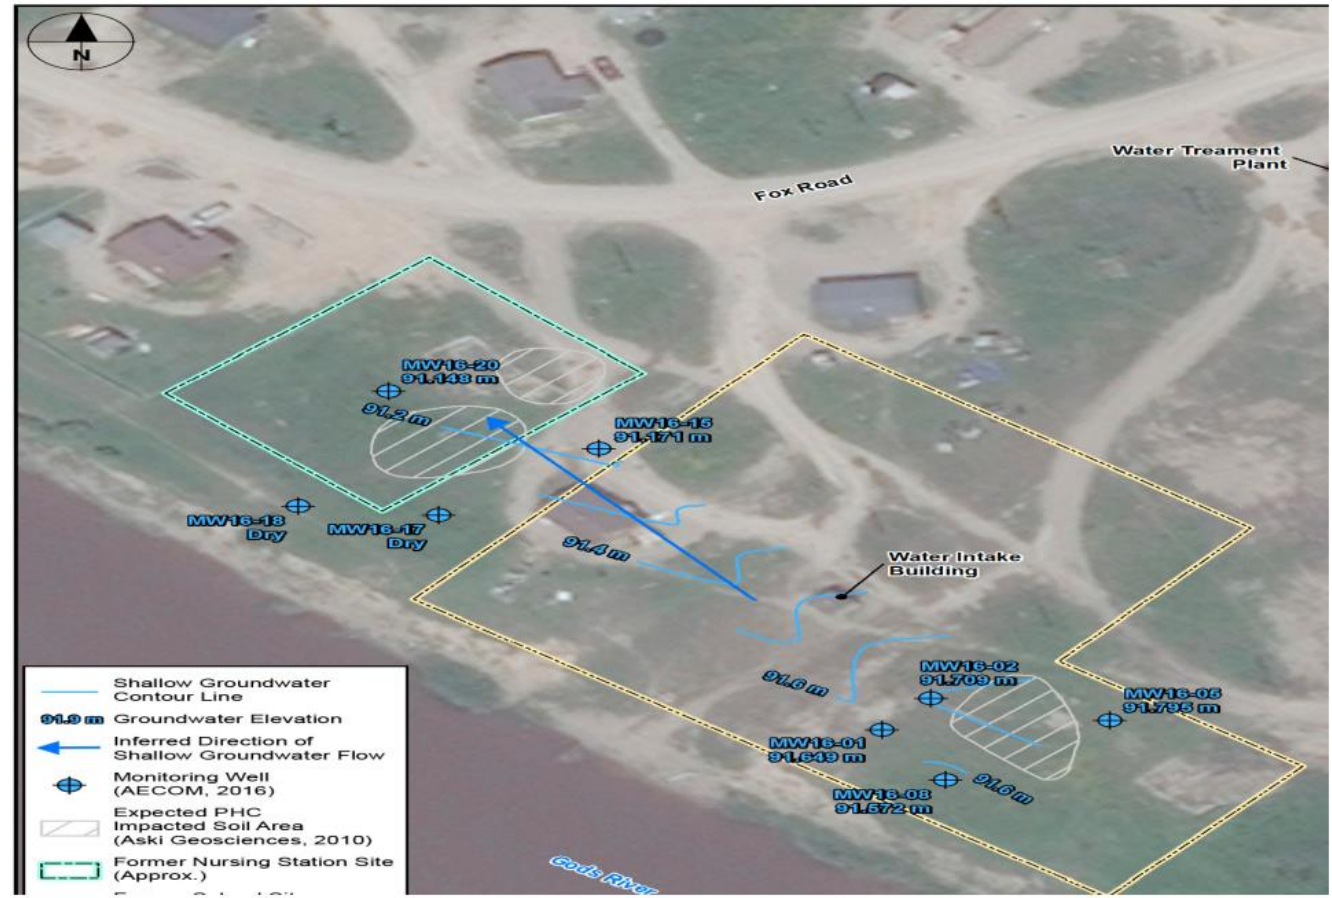 N
Water Treament
Plant
Fox Road
MW16-20
91.148 m
91.2 m
MW16-15
91.171 m
MW16-18
Dry
MW16-17
Dry
91.4 m
Water Intake
Building
MW16-02
91.709 m
91.6 m
MW16-05
91.795 m
MW16-01
91.649 m
MW16-08
91.572 m
91.6 m
Gods River
Shallow Groundwater
Contour Line
91.9 m Groundwater Elevation
Inferred Direction of
Shallow Groundwater Flow
Monitoring Well
(AECOM, 2016)
Expected PHC
Impacted Soil Area
(Aski Geosciences, 2010)
Former Nursing Station Site
(Approx.)